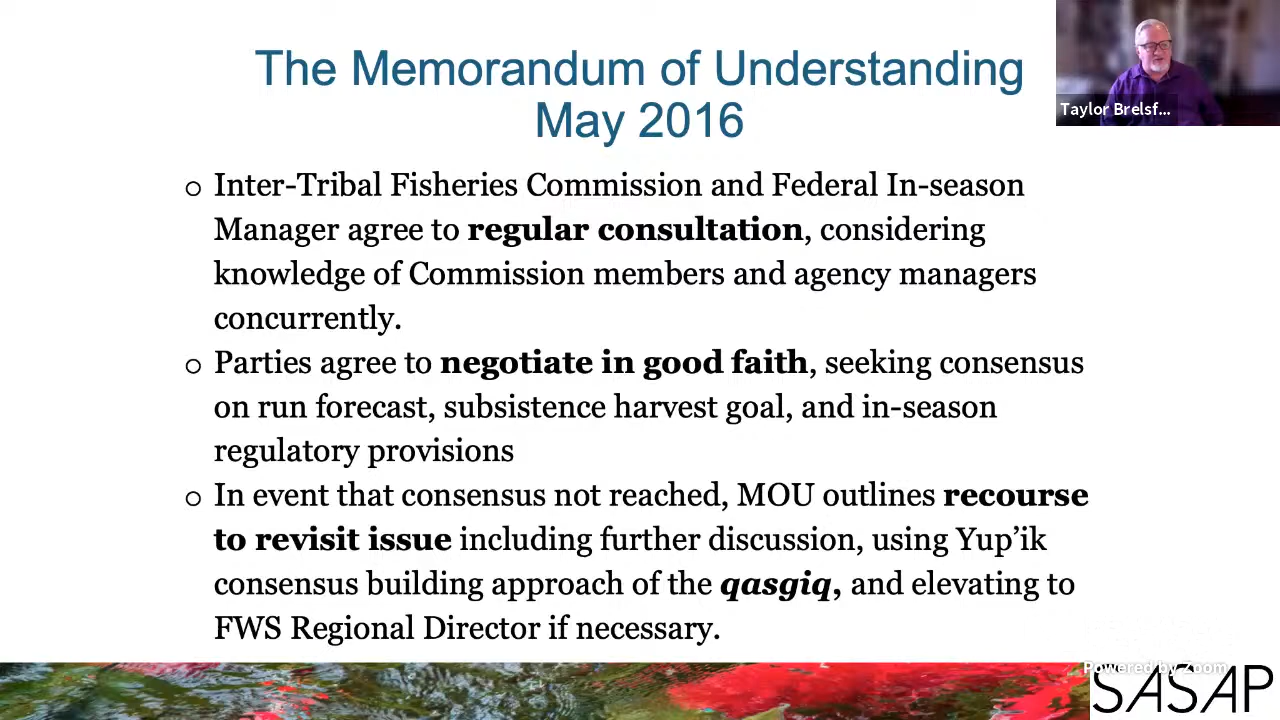 The Memorandum of Understanding
May 2016
Taylor Brelsf...
o Inter-Tribal Fisheries Commission and Federal In-season
Manager agree to regular consultation, considering
knowledge of Commission members and agency managers
concurrently.
o Parties agree to negotiate in good faith, seeking consensus
on run forecast, subsistence harvest goal, and in-season
regulatory provisions
o In event that consensus not reached, MOU outlines recourse
to revisit issue including further discussion, using Yup’ik
consensus building approach of the qasgiq, and elevating to
FWS Regional Director if necessary.
Powered by Zoom
SASAP